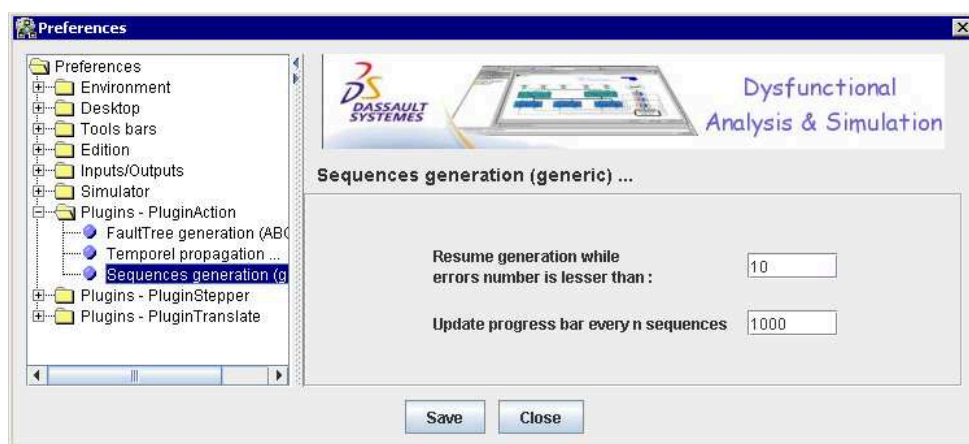 Preferences
Preferences
Environment
Desktop
Tools bars
Edition
Inputs/Outputs
Simulator
Plugins - PluginAction
FaultTree generation (ABC
Temporel propagation ...
Sequences generation (g
Plugins - PluginStepper
Plugins - PluginTranslate
DASSAULT
SYSTEMES
Dysfunctional
Analysis & Simulation
Sequences generation (generic) ...
Resume generation while
errors number is lesser than :
10
Update progress bar every n sequences
1000
Save
Close